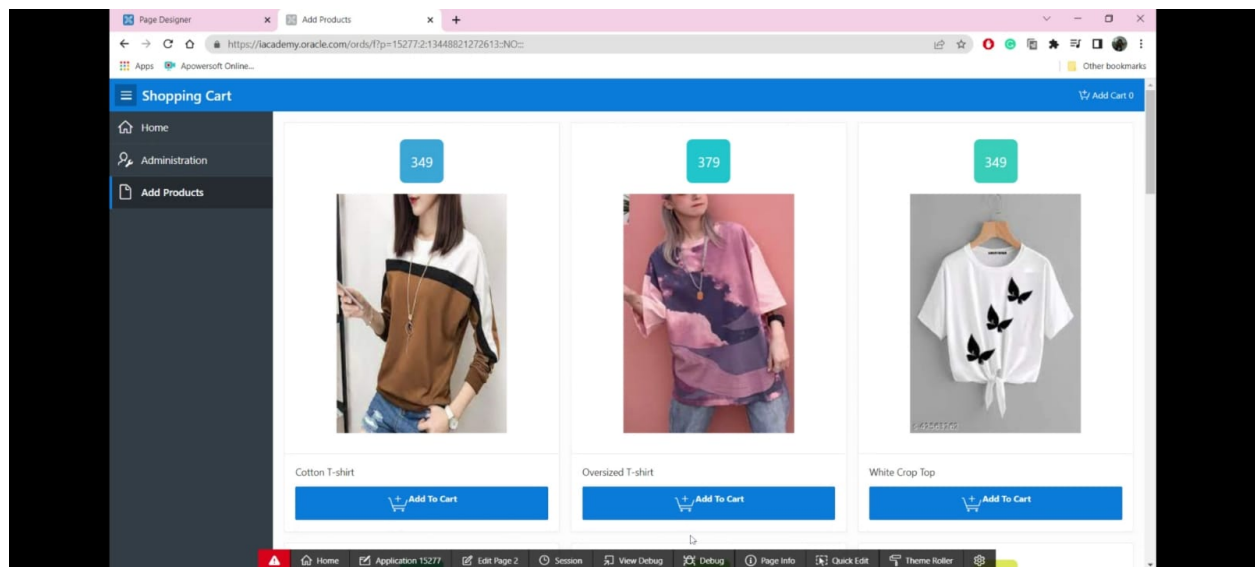 Page Designer
Add Products
https://iacademy.oracle.com/ords/f?p=15277:2:13448821272613::NO:::
Apps
Apowersoft Online...
Other bookmarks
Shopping Cart
Add Cart 0
Home
Administration
Add Products
349
379
349
Cotton T-shirt
Oversized T-shirt
White Crop Top
Add To Cart
Add To Cart
Add To Cart
Home
Application 15277
Edit Page 2
Session
View Debug
Debug
Page Info
Quick Edit
Theme Roller